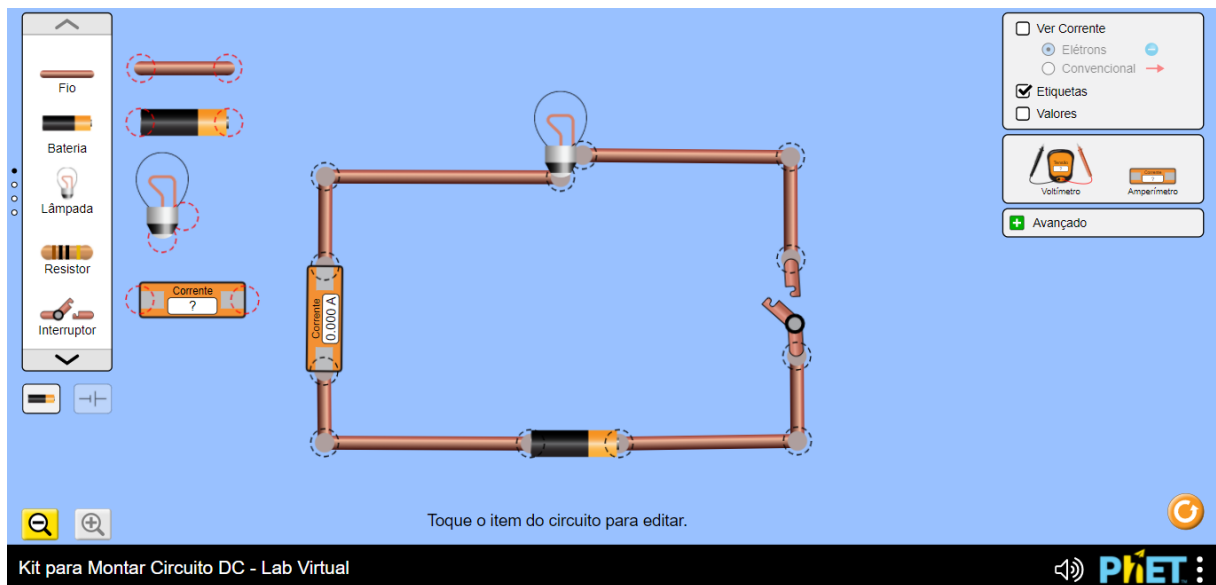 Fio
Bateria
Lâmpada
Resistor
Interruptor
Corrente
?
Corrente
0.000 A
Ver Corrente
Elétrons
Convencional
Etiquetas
Valores
Voltímetro
Corrente
?
Amperímetro
Avançado
Toque o item do circuito para editar.
Kit para Montar Circuito DC - Lab Virtual
PhET